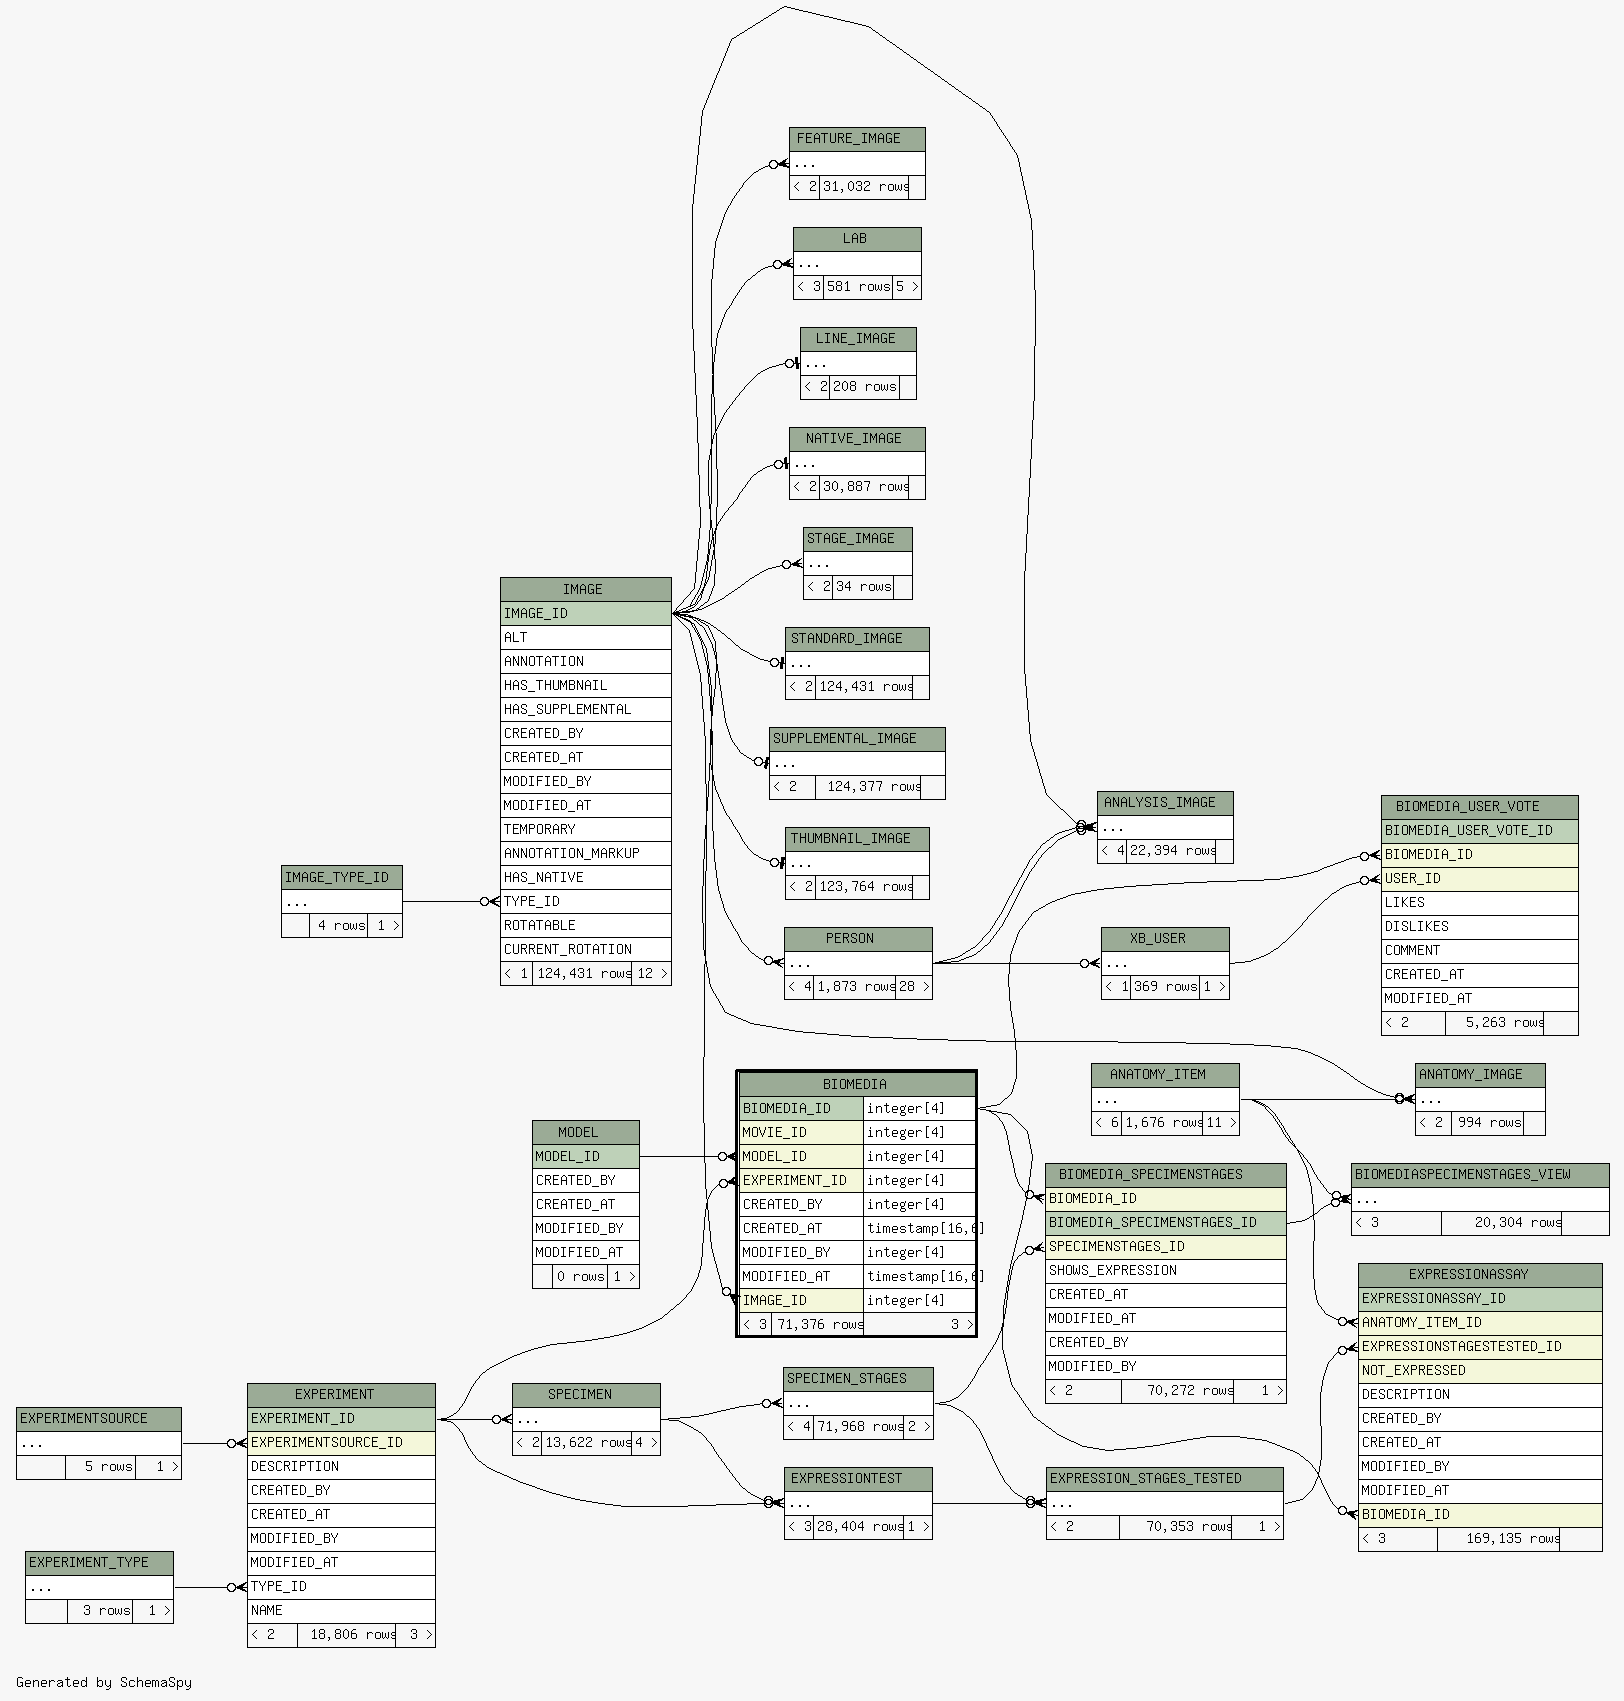 FEATURE_IMAGE
...
< 2 31,032 rows
LAB
...
< 3 581 rows 5 >
LINE_IMAGE
...
< 2 208 rows
NATIVE_IMAGE
...
< 2 30,887 rows
STAGE_IMAGE
...
< 2 34 rows
STANDARD_IMAGE
...
< 2 124,431 rows
SUPPLEMENTAL_IMAGE
...
< 2 124,377 rows
THUMBNAIL_IMAGE
...
< 2 123,764 rows
PERSON
...
< 4 1,873 rows 28 >
IMAGE
IMAGE_ID
ALT
ANNOTATION
HAS_THUMBNAIL
HAS_SUPPLEMENTAL
CREATED_BY
CREATED_AT
MODIFIED_BY
MODIFIED_AT
TEMPORARY
ANNOTATION_MARKUP
HAS_NATIVE
TYPE_ID
ROTATABLE
CURRENT_ROTATION
< 1 124,431 rows 12 >
IMAGE_TYPE_ID
...
4 rows 1 >
ANALYSIS_IMAGE
...
< 4 22,394 rows
XB_USER
...
< 1 369 rows 1 >
BIOMEDIA_USER_VOTE
BIOMEDIA_USER_VOTE_ID
BIOMEDIA_ID
USER_ID
LIKES
DISLIKES
COMMENT
CREATED_AT
MODIFIED_AT
< 2 5,263 rows
MODEL
MODEL_ID
CREATED_BY
CREATED_AT
MODIFIED_BY
MODIFIED_AT
0 rows 1 >
BIOMEDIA
BIOMEDIA_ID integer[4]
MOVIE_ID integer[4]
MODEL_ID integer[4]
EXPERIMENT_ID integer[4]
CREATED_BY integer[4]
CREATED_AT timestamp[16,6]
MODIFIED_BY integer[4]
MODIFIED_AT timestamp[16,6]
IMAGE_ID integer[4]
< 3 71,376 rows 3 >
ANATOMY_ITEM
...
< 6 1,676 rows 11 >
ANATOMY_IMAGE
...
< 2 994 rows
BIOMEDIA_SPECIMENSTAGES
BIOMEDIA_ID
BIOMEDIA_SPECIMENSTAGES_ID
SPECIMENSTAGES_ID
SHOWS_EXPRESSION
CREATED_AT
MODIFIED_AT
CREATED_BY
MODIFIED_BY
< 2 70,272 rows 1 >
BIOMEDIASPECIMENSTAGES_VIEW
...
< 3 20,304 rows
EXPRESSIONASSAY
EXPRESSIONASSAY_ID
ANATOMY_ITEM_ID
EXPRESSIONSTAGESTESTED_ID
NOT_EXPRESSED
DESCRIPTION
CREATED_BY
CREATED_AT
MODIFIED_BY
MODIFIED_AT
BIOMEDIA_ID
< 3 169,135 rows
EXPERIMENTSOURCE
...
5 rows 1 >
EXPERIMENT_TYPE
...
3 rows 1 >
EXPERIMENT
EXPERIMENT_ID
EXPERIMENTSOURCE_ID
DESCRIPTION
CREATED_BY
CREATED_AT
MODIFIED_BY
MODIFIED_AT
TYPE_ID
NAME
< 2 18,806 rows 3 >
SPECIMEN
...
< 2 13,622 rows 4 >
SPECIMEN_STAGES
...
< 4 71,968 rows 2 >
EXPRESSIONTEST
...
< 3 28,404 rows 1 >
EXPRESSION_STAGES_TESTED
...
< 2 70,353 rows 1 >
Generated by SchemaSpy